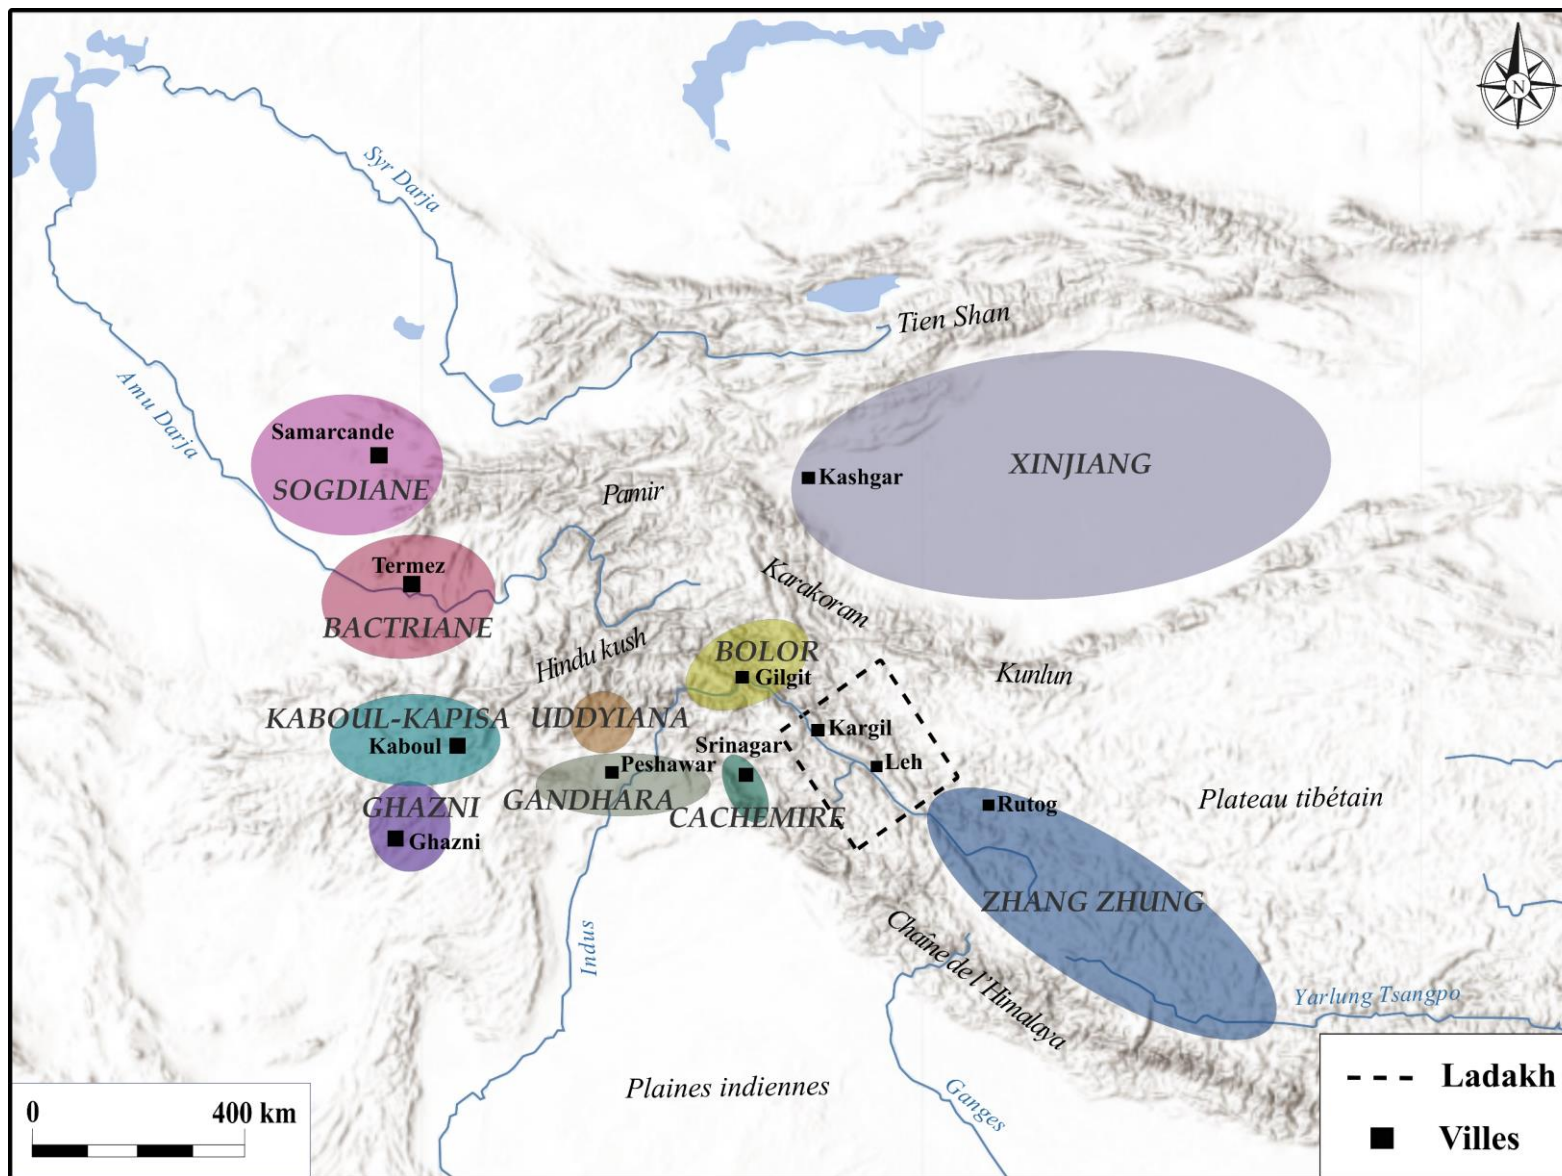 N
Syr Darja
Tien Shan
Amu Darja
Samarcande
SOGDIANE
XINJIANG
Kashgar
Pamir
Termez
BACTRIANE
Karakoram
Hindu kush
BOLOR
Gilgit
Kunlun
KABOUL-KAPISA
Kaboul
UDDYIANA
Kargil
Srinagar
Leh
Peshawar
GANDHARA
CACHEMIRE
GHAZNI
Ghazni
Rutog
Plateau tibétain
ZHANG ZHUNG
Indus
Chaîne de l'Himalaya
Yarlung Tsangpo
Plaines indiennes
Ganges
0 400 km
Ladakh
Villes